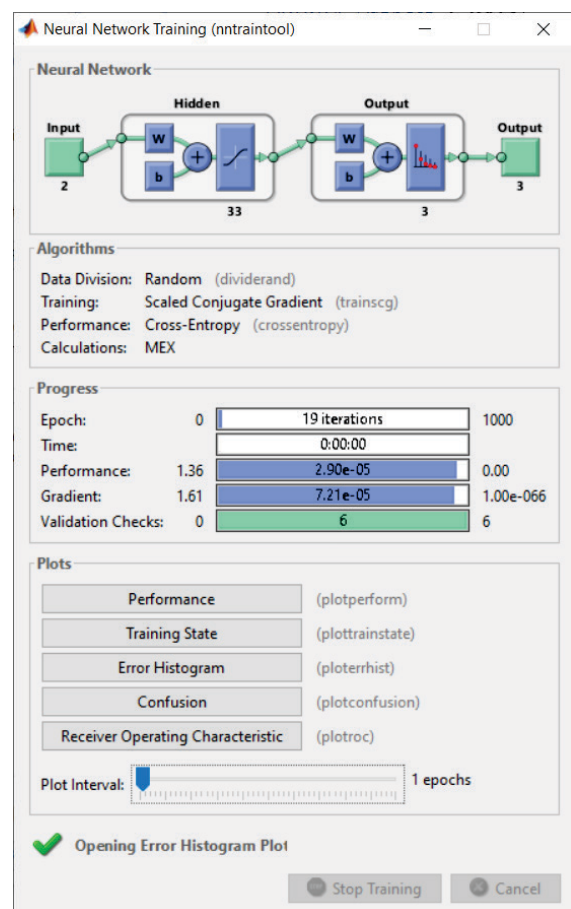 Neural Network Training (nntraintool)
Neural Network
Hidden
Output
Input
W
b
W
b
Output
2
33
3
3
Algorithms
Data Division: Random (dividerand)
Training: Scaled Conjugate Gradient (trainscg)
Performance: Cross-Entropy (crossentropy)
Calculations: MEX
Progress
Epoch: 0 19 iterations 1000
Time: 0:00:00
Performance: 1.36 2.90e-05 0.00
Gradient: 1.61 7.21e-05 1.00e-066
Validation Checks: 0 6 6
Plots
Performance (plotperform)
Training State (plottrainstate)
Error Histogram (ploterrhist)
Confusion (plotconfusion)
Receiver Operating Characteristic (plotroc)
Plot Interval: 1 epochs
Opening Error Histogram Plot
Stop Training Cancel